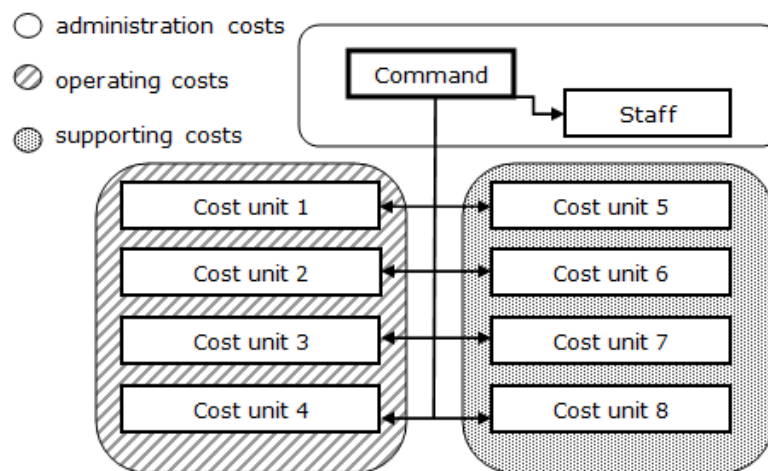 administration costs
operating costs
supporting costs
Command
Staff
Cost unit 1
Cost unit 2
Cost unit 3
Cost unit 4
Cost unit 5
Cost unit 6
Cost unit 7
Cost unit 8